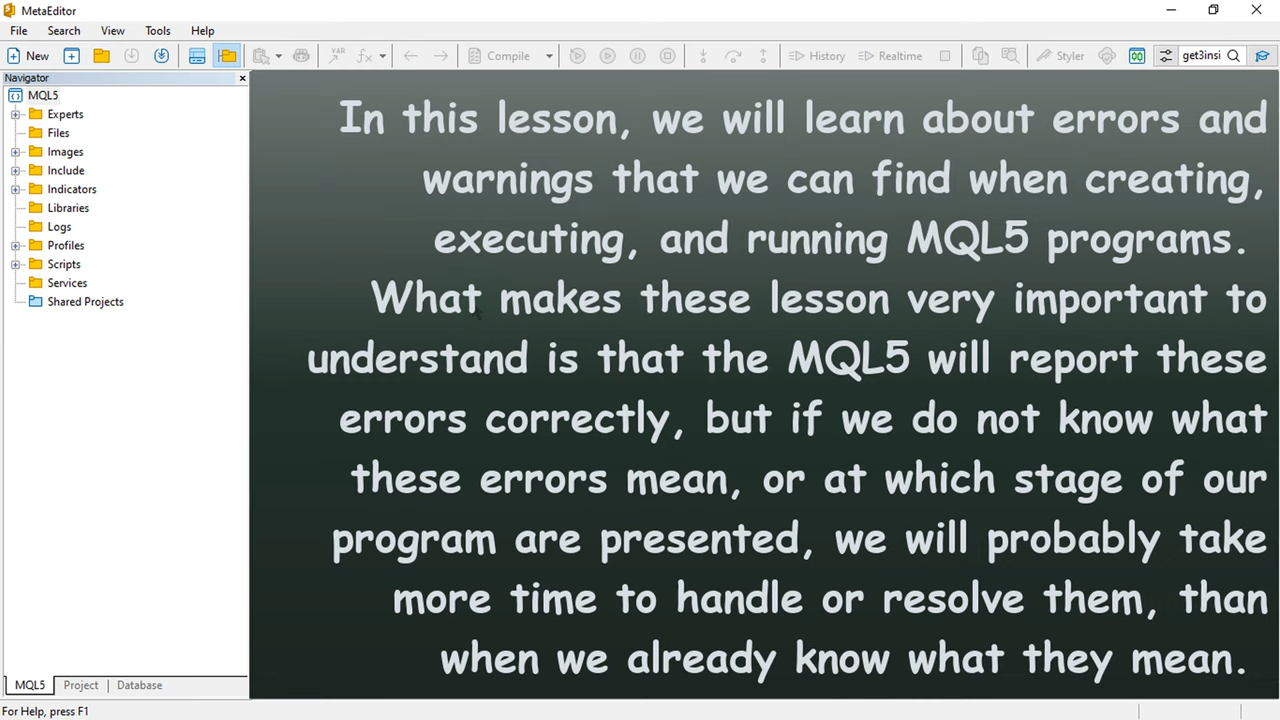 MetaEditor
File Search View Tools Help
New Compile History Realtime Styler get3insi
Navigator
MQL5
Experts
Files
Images
Include
Indicators
Libraries
Logs
Profiles
Scripts
Services
Shared Projects
In this lesson, we will learn about errors and
warnings that we can find when creating,
executing, and running MQL5 programs.
What makes these lesson very important to
understand is that the MQL5 will report these
errors correctly, but if we do not know what
these errors mean, or at which stage of our
program are presented, we will probably take
more time to handle or resolve them, than
when we already know what they mean.
MQL5 Project Database
For Help, press F1